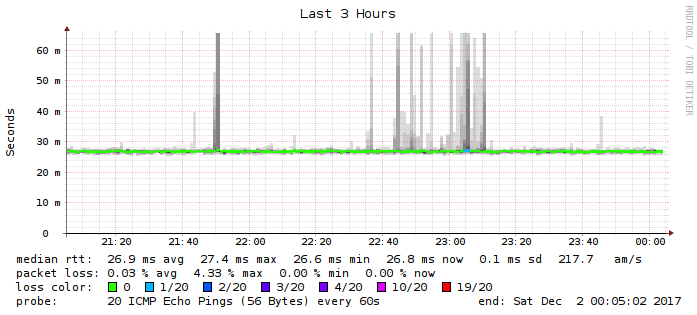 Last 3 Hours
RRDTOOL / TOBI OETIKER
Seconds
60 m
50 m
40 m
30 m
20 m
10 m
0
21:20 21:40 22:00 22:20 22:40 23:00 23:20 23:40 00:00
median rtt: 26.9 ms avg 27.4 ms max 26.6 ms min 26.8 ms now 0.1 ms sd 217.7 am/s
packet loss: 0.03 % avg 4.33 % max 0.00 % min 0.00 % now
loss color: 0 1/20 2/20 3/20 4/20 10/20 19/20
probe: 20 ICMP Echo Pings (56 Bytes) every 60s end: Sat Dec 2 00:05:02 2017